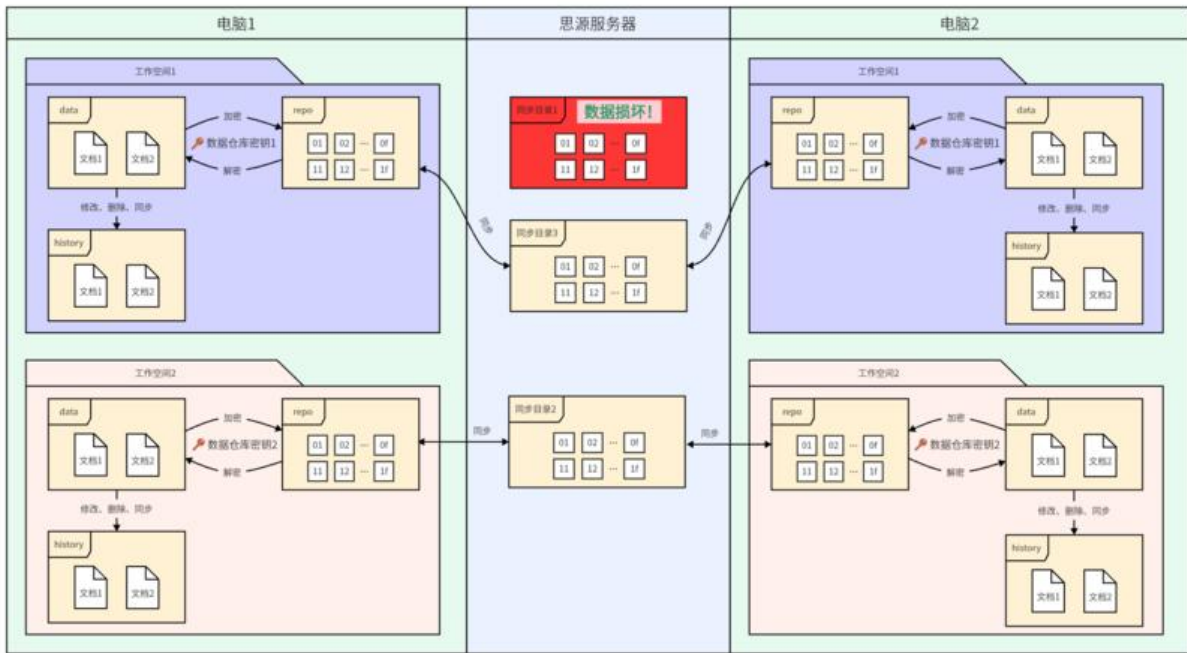 电脑1
思源服务器
电脑2
工作空间1
data
文档1 文档2
加密
数据仓库密钥1
解密
repo
01 02 ... 0f
11 12 ... 1f
修改、删除、同步
history
文档1 文档2
同步
同步目录1
数据损坏!
01 02 ... 0f
11 12 ... 1f
同步目录3
01 02 ... 0f
11 12 ... 1f
同步
工作空间1
repo
01 02 ... 0f
11 12 ... 1f
加密
数据仓库密钥1
解密
data
文档1 文档2
修改、删除、同步
history
文档1 文档2
工作空间2
data
文档1 文档2
加密
数据仓库密钥2
解密
repo
01 02 ... 0f
11 12 ... 1f
修改、删除、同步
history
文档1 文档2
同步
同步目录2
01 02 ... 0f
11 12 ... 1f
同步
工作空间2
repo
01 02 ... 0f
11 12 ... 1f
加密
数据仓库密钥2
解密
data
文档1 文档2
修改、删除、同步
history
文档1 文档2